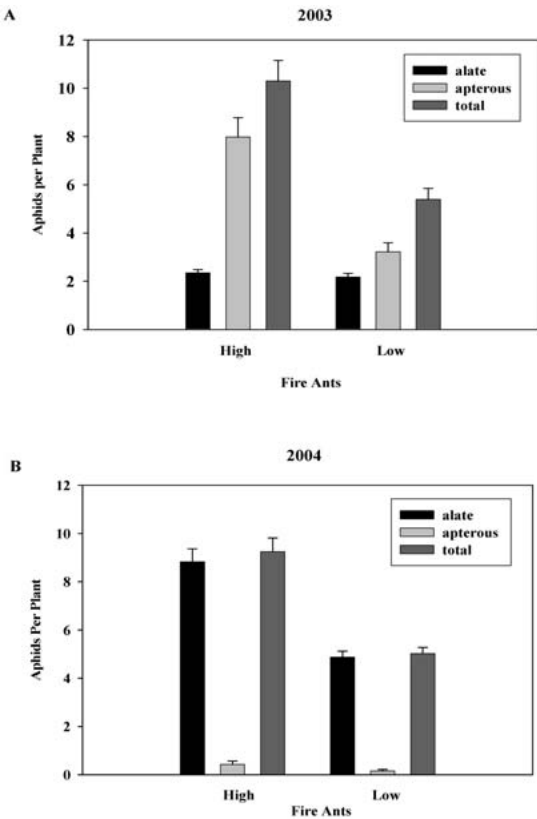 A
2003
12
10
8
6
4
2
0
Aphids per Plant
alate
apterous
total
High
Low
Fire Ants
B
2004
12
10
8
6
4
2
0
Aphids Per Plant
alate
apterous
total
High
Low
Fire Ants